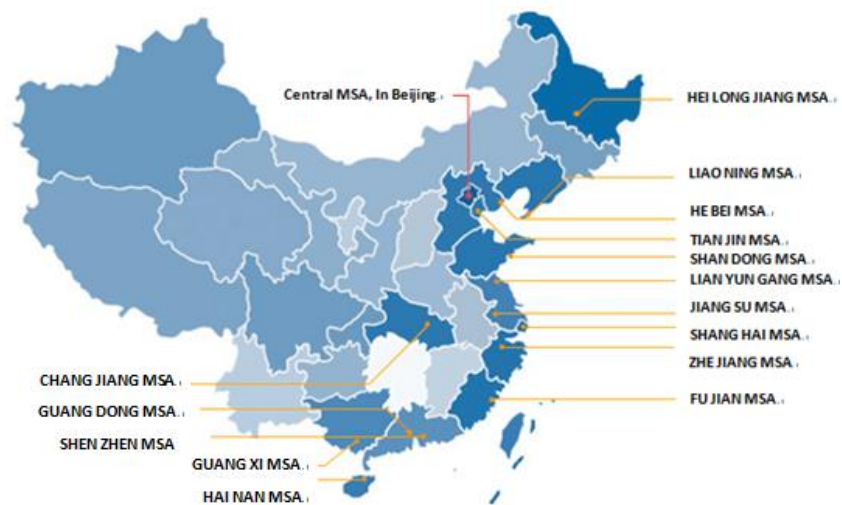 Central MSA, In Beijing
HEI LONG JIANG MSA
LIAO NING MSA
HE BEI MSA
TIAN JIN MSA
SHAN DONG MSA
LIAN YUN GANG MSA
JIANG SU MSA
SHANG HAI MSA
ZHE JIANG MSA
FU JIAN MSA
CHANG JIANG MSA
GUANG DONG MSA
SHEN ZHEN MSA
GUANG XI MSA
HAI NAN MSA